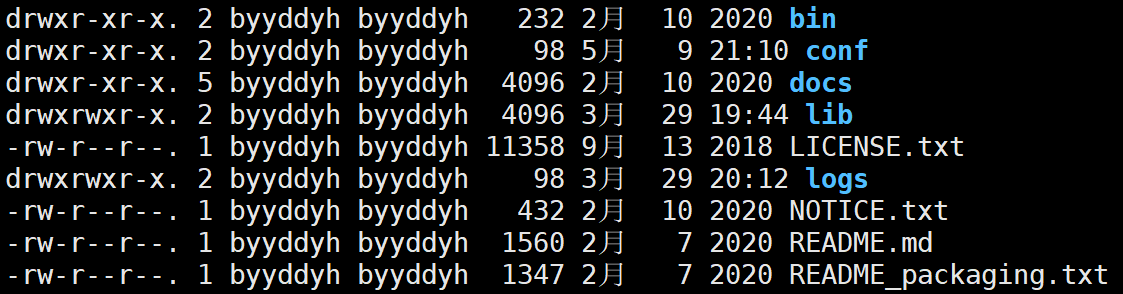 drwxr-xr-x. 2 byyddyh byyddyh   232 2月  10 2020 bin
drwxr-xr-x. 2 byyddyh byyddyh    98 5月   9 21:10 conf
drwxr-xr-x. 5 byyddyh byyddyh  4096 2月  10 2020 docs
drwxrwxr-x. 2 byyddyh byyddyh  4096 3月  29 19:44 lib
-rw-r--r--. 1 byyddyh byyddyh 11358 9月  13 2018 LICENSE.txt
drwxrwxr-x. 2 byyddyh byyddyh    98 3月  29 20:12 logs
-rw-r--r--. 1 byyddyh byyddyh   432 2月  10 2020 NOTICE.txt
-rw-r--r--. 1 byyddyh byyddyh  1560 2月   7 2020 README.md
-rw-r--r--. 1 byyddyh byyddyh  1347 2月   7 2020 README_packaging.txt